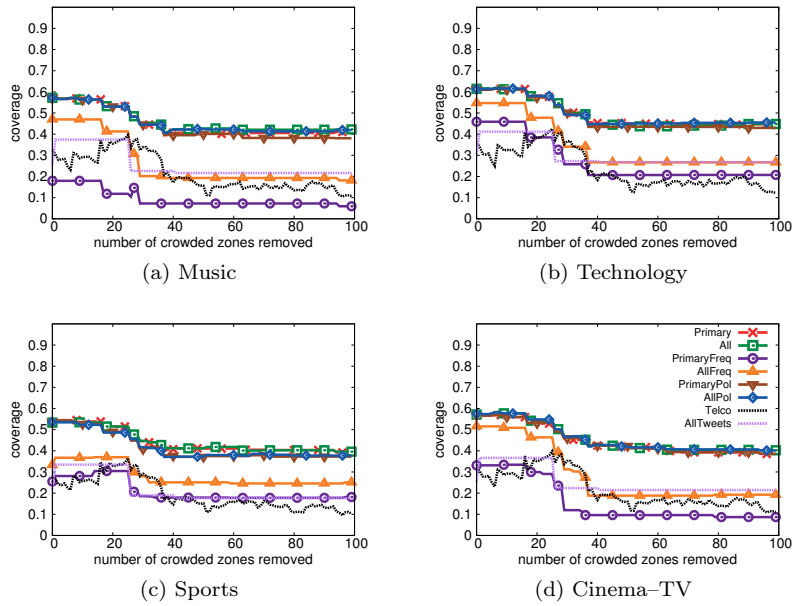 0.9
0.8
0.7
0.6
0.5
0.4
0.3
0.2
0.1
0
coverage
0 20 40 60 80 100
number of crowded zones removed
(a) Music
0.9
0.8
0.7
0.6
0.5
0.4
0.3
0.2
0.1
0
coverage
0 20 40 60 80 100
number of crowded zones removed
(b) Technology
0.9
0.8
0.7
0.6
0.5
0.4
0.3
0.2
0.1
0
coverage
0 20 40 60 80 100
number of crowded zones removed
(c) Sports
Primary
All
PrimaryFreq
AllFreq
PrimaryPol
AllPol
Telco
AllTweets
0.9
0.8
0.7
0.6
0.5
0.4
0.3
0.2
0.1
0
coverage
0 20 40 60 80 100
number of crowded zones removed
(d) Cinema–TV